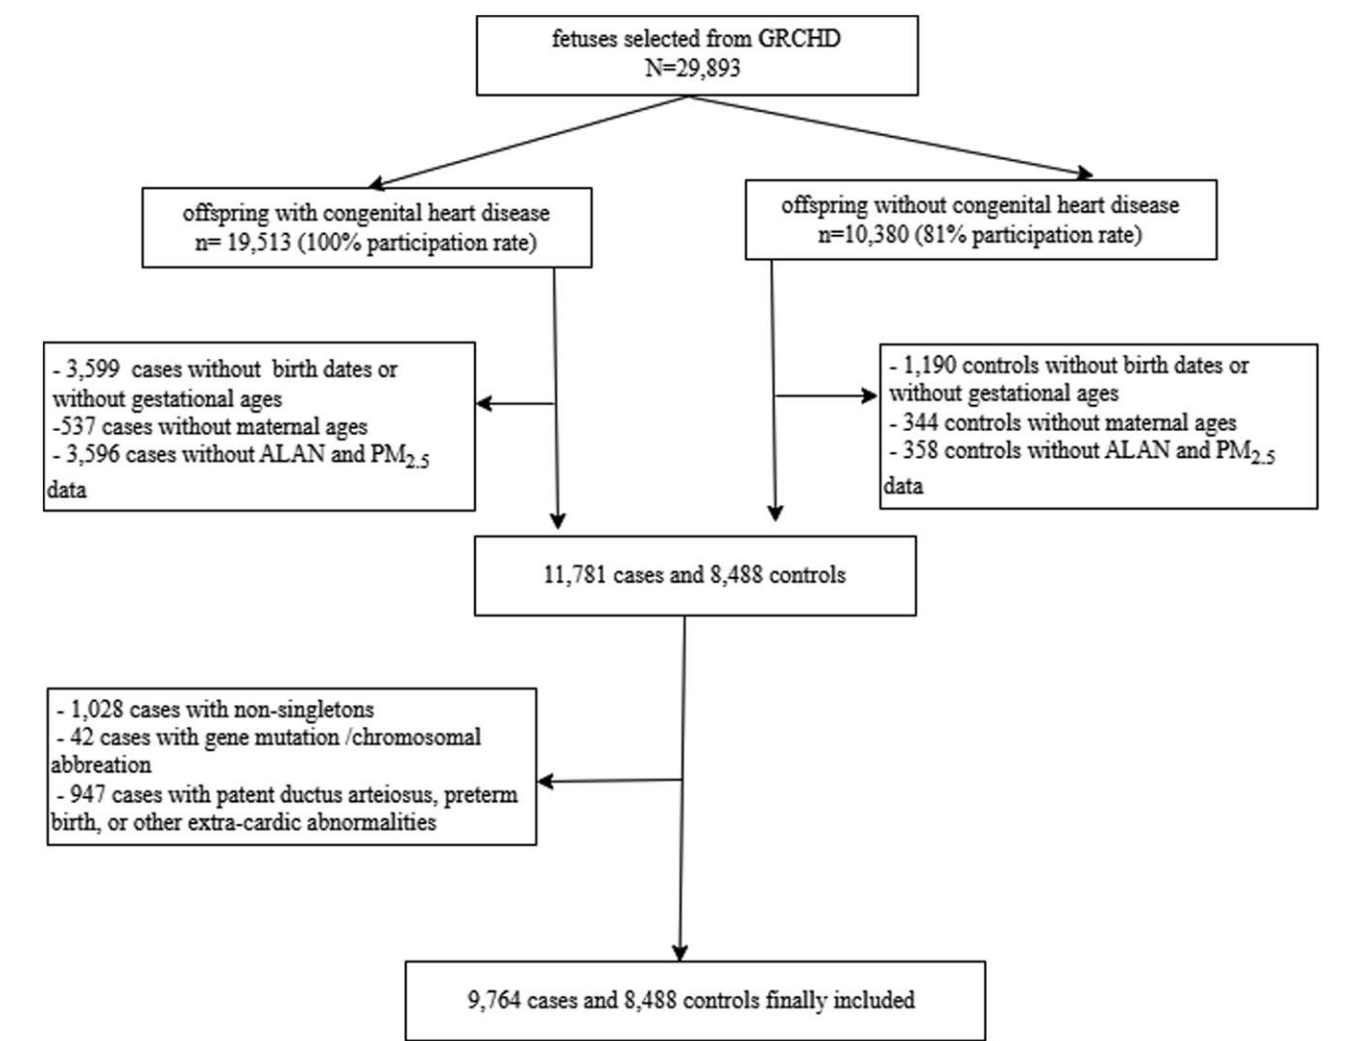 fetuses selected from GRCHD
N=29,893
offspring with congenital heart disease
n= 19,513 (100% participation rate)
offspring without congenital heart disease
n=10,380 (81% participation rate)
- 3,599 cases without birth dates or
without gestational ages
-537 cases without maternal ages
- 3,596 cases without ALAN and PM2.5
data
- 1,190 controls without birth dates or
without gestational ages
- 344 controls without maternal ages
- 358 controls without ALAN and PM2.5
data
11,781 cases and 8,488 controls
- 1,028 cases with non-singletons
- 42 cases with gene mutation /chromosomal
abbreation
- 947 cases with patent ductus arteiosus, preterm
birth, or other extra-cardic abnormalities
9,764 cases and 8,488 controls finally included